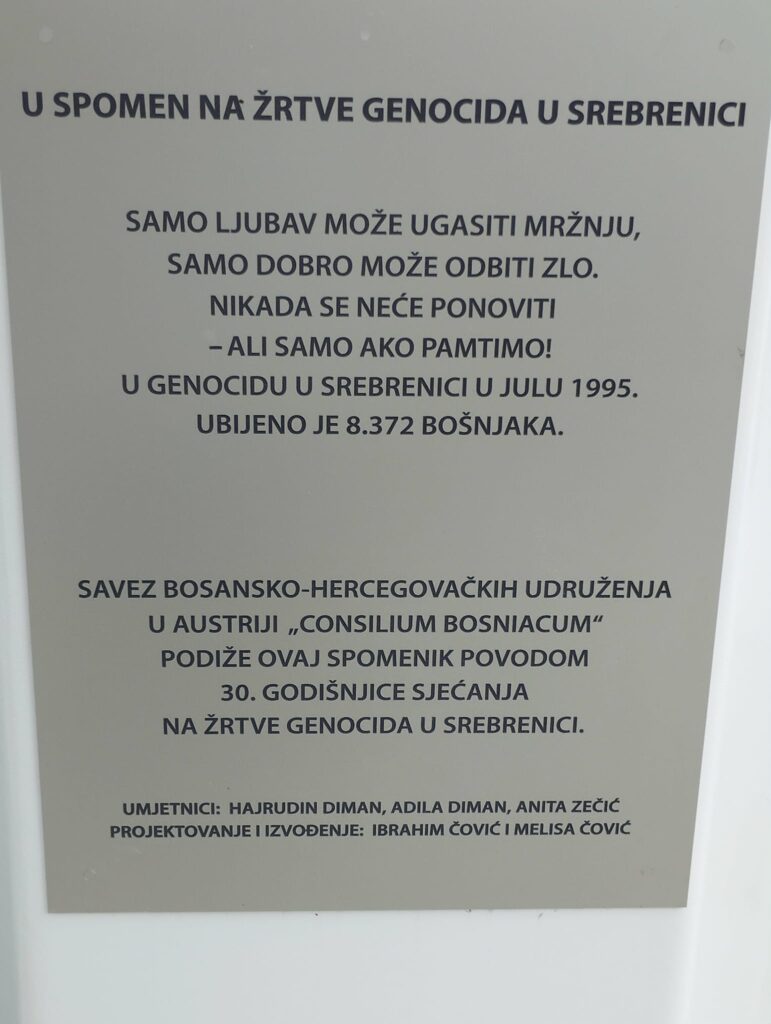 U SPOMEN NA ŽRTVE GENOCIDA U SREBRENICI
SAMO LJUBAV MOŽE UGASITI MRŽNJU,
SAMO DOBRO MOŽE ODBITI ZLO.
NIKADA SE NEĆE PONOVITI
– ALI SAMO AKO PAMTIMO!
U GENOCIDU U SREBRENICI U JULU 1995.
UBIJENO JE 8.372 BOŠNJAKA.
SAVEZ BOSANSKO-HERCEGOVAČKIH UDRUŽENJA
U AUSTRIJI „CONSILIUM BOSNIACUM“
PODIŽE OVAJ SPOMENIK POVODOM
30. GODIŠNJICE SJEĆANJA
NA ŽRTVE GENOCIDA U SREBRENICI.
UMJETNICI: HAJRUDIN DIMAN, ADILA DIMAN, ANITA ZEČIĆ
PROJEKTOVANJE I IZVOĐENJE: IBRAHIM ČOVIĆ I MELISA ČOVIĆ